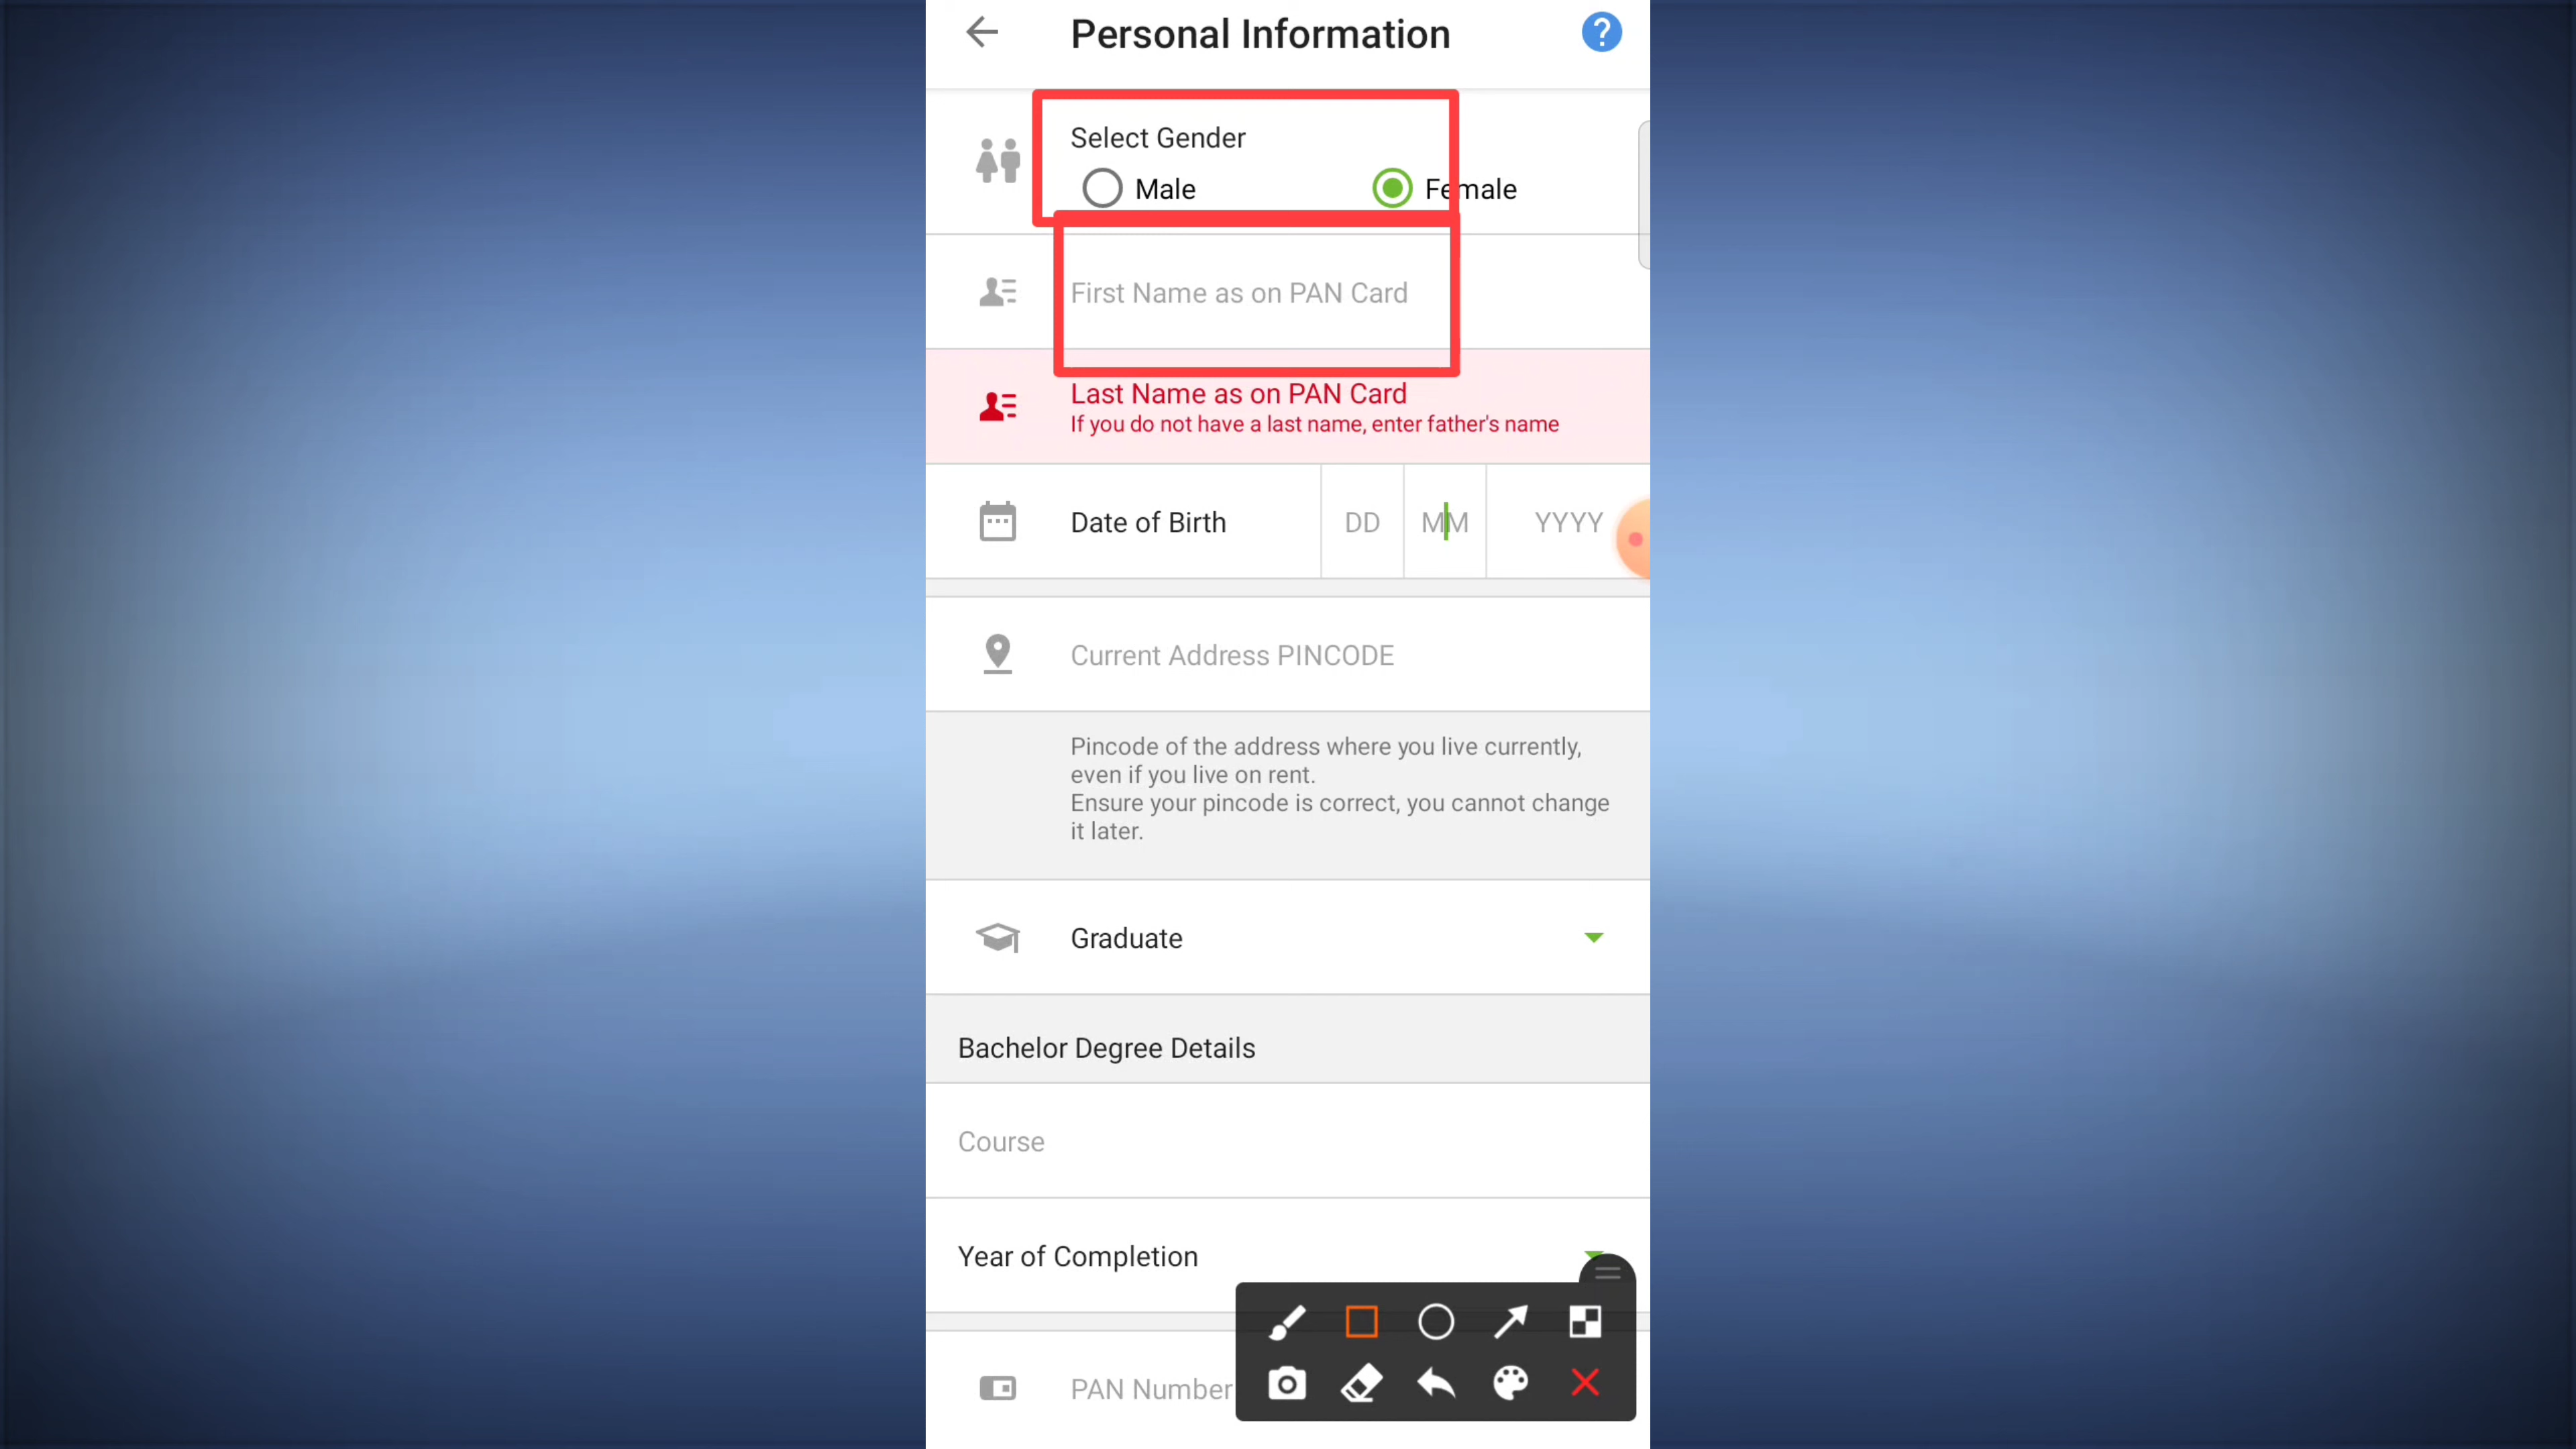 Personal Information
?
Select Gender
Male
Female
First Name as on PAN Card
Last Name as on PAN Card
If you do not have a last name, enter father's name
Date of Birth DD MM YYYY
Current Address PINCODE
Pincode of the address where you live currently,
even if you live on rent.
Ensure your pincode is correct, you cannot change
it later.
Graduate
Bachelor Degree Details
Course
Year of Completion
PAN Number